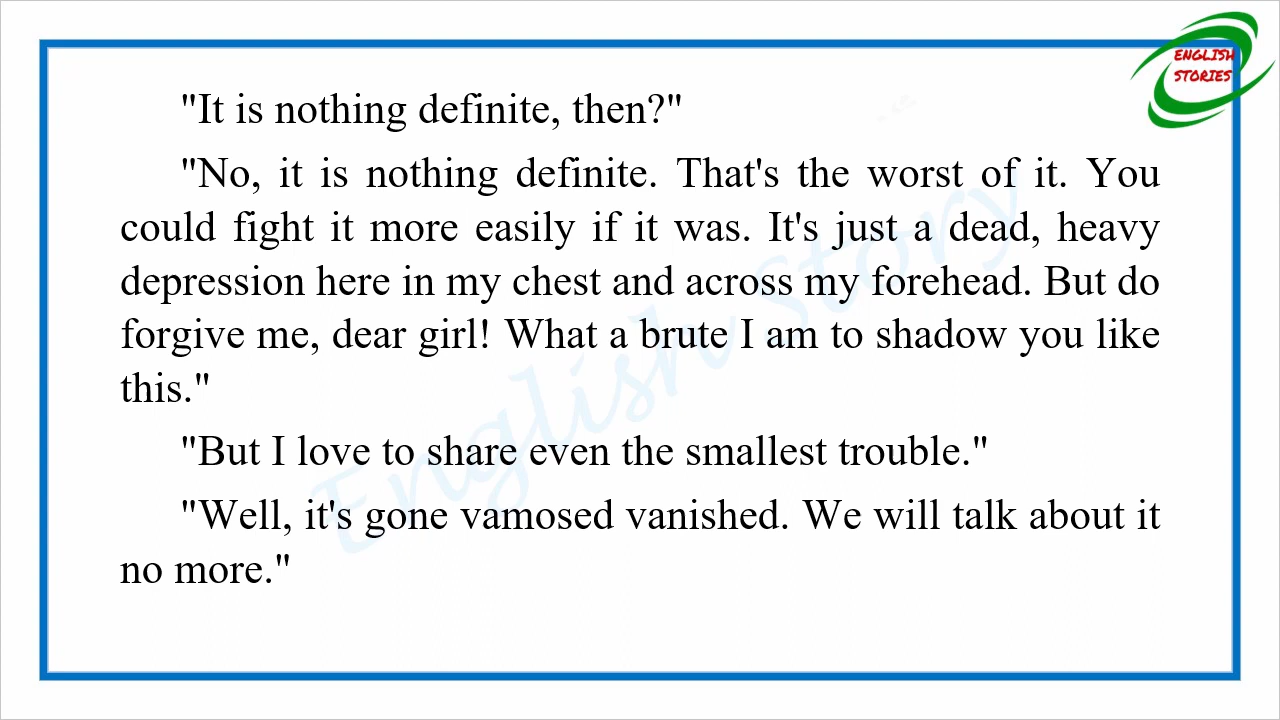 ENGLISH
STORIES
"It is nothing definite, then?"
"No, it is nothing definite. That's the worst of it. You
could fight it more easily if it was. It's just a dead, heavy
depression here in my chest and across my forehead. But do
forgive me, dear girl! What a brute I am to shadow you like
this."
"But I love to share even the smallest trouble."
"Well, it's gone vamosed vanished. We will talk about it
no more."
English Story